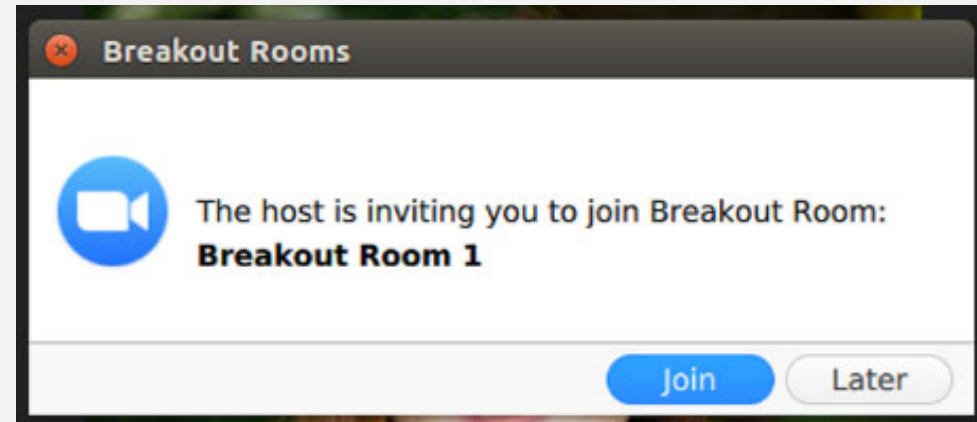 Breakout Rooms
The host is inviting you to join Breakout Room:
Breakout Room 1
Join Later